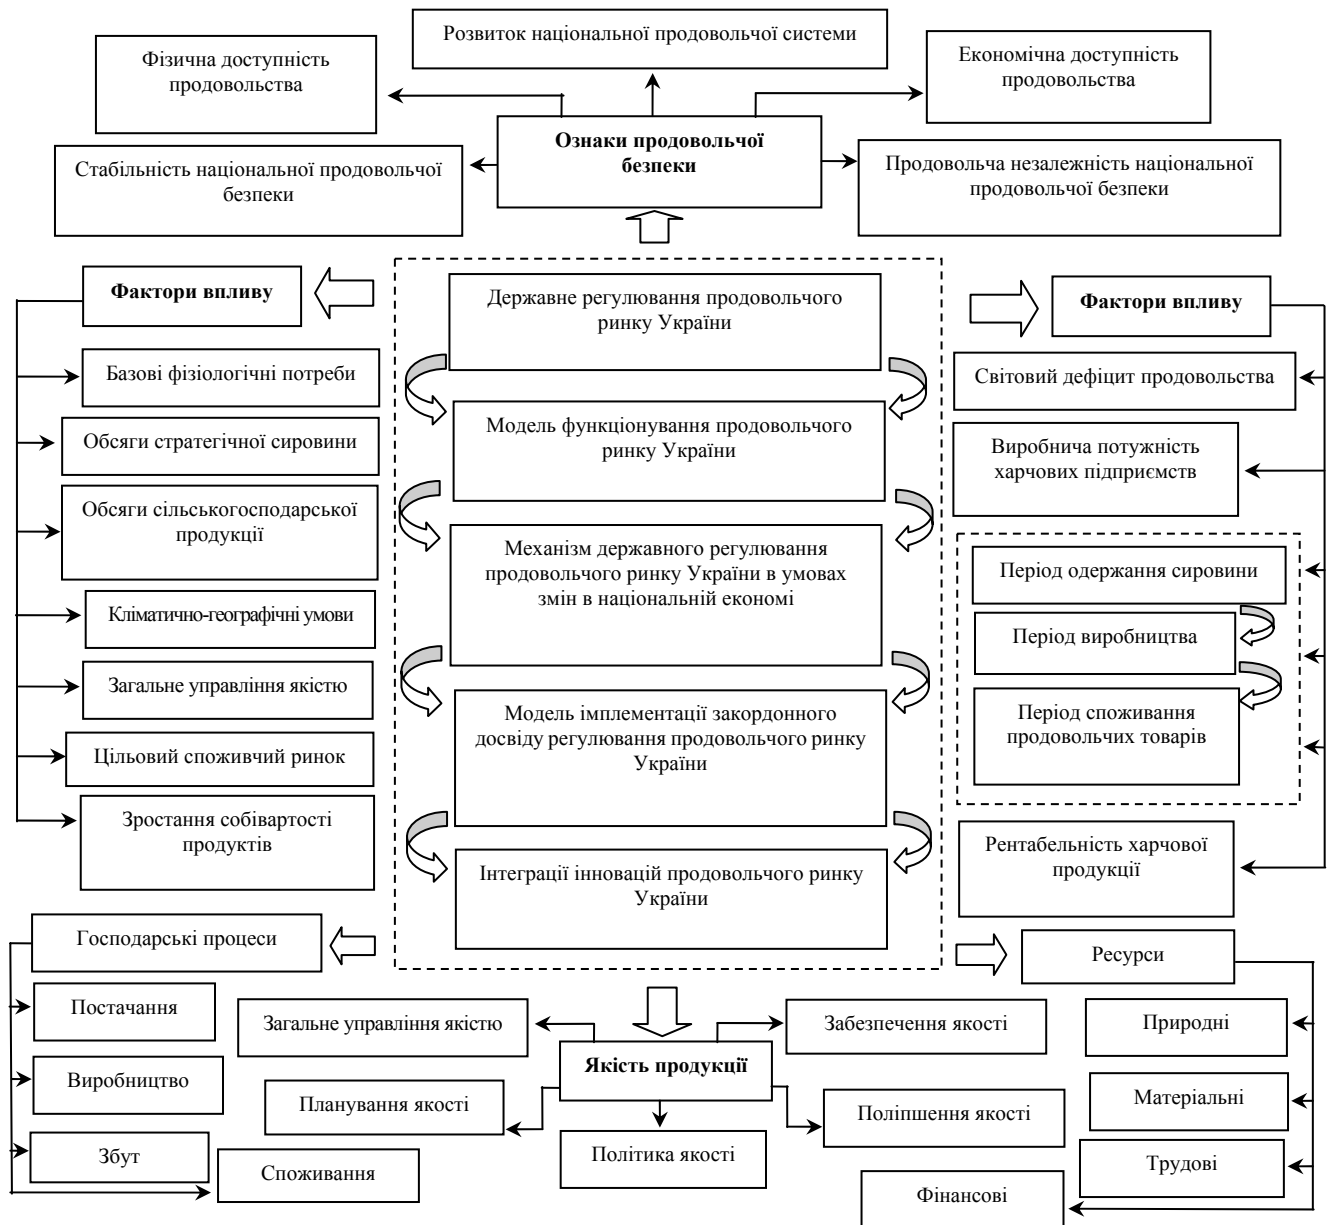 Розвиток національної продовольчої системи
Фізична доступність
продовольства
Економічна доступність
продовольства
Ознаки продовольчої
безпеки
Стабільність національної продовольчої
безпеки
Продовольча незалежність національної
продовольчої безпеки
Фактори впливу
Державне регулювання продовольчого
ринку України
Фактори впливу
Базові фізіологічні потреби
Обсяги стратегічної сировини
Обсяги сільськогосподарської
продукції
Кліматично-географічні умови
Загальне управління якістю
Цільовий споживчий ринок
Зростання собівартості
продуктів
Модель функціонування продовольчого
ринку України
Механізм державного регулювання
продовольчого ринку України в умовах
змін в національній економі
Модель імплементації закордонного
досвіду регулювання продовольчого ринку
України
Інтеграції інновацій продовольчого ринку
України
Світовий дефіцит продовольства
Виробнича потужність
харчових підприємств
Період одержання сировини
Період виробництва
Період споживання
продовольчих товарів
Рентабельність харчової
продукції
Господарські процеси
Постачання
Виробництво
Збут
Споживання
Загальне управління якістю
Забезпечення якості
Якість продукції
Планування якості
Політика якості
Поліпшення якості
Ресурси
Природні
Матеріальні
Трудові
Фінансові